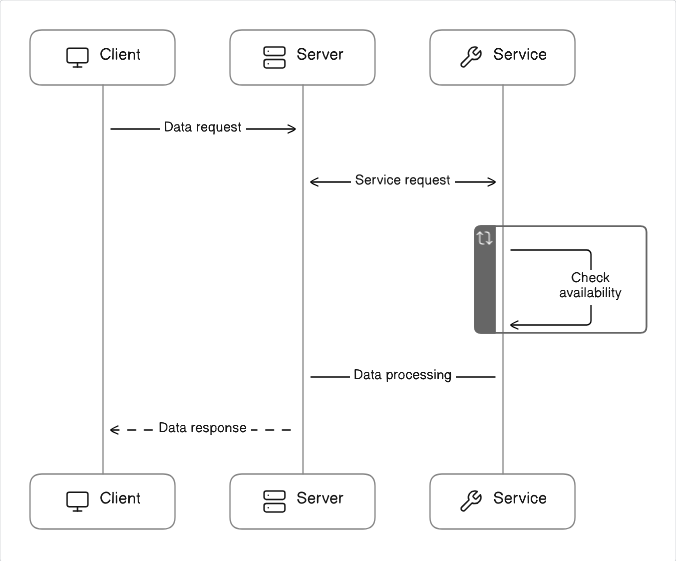 Client
Server
Service
Data request
Service request
Check
availability
Data processing
Data response
Client
Server
Service